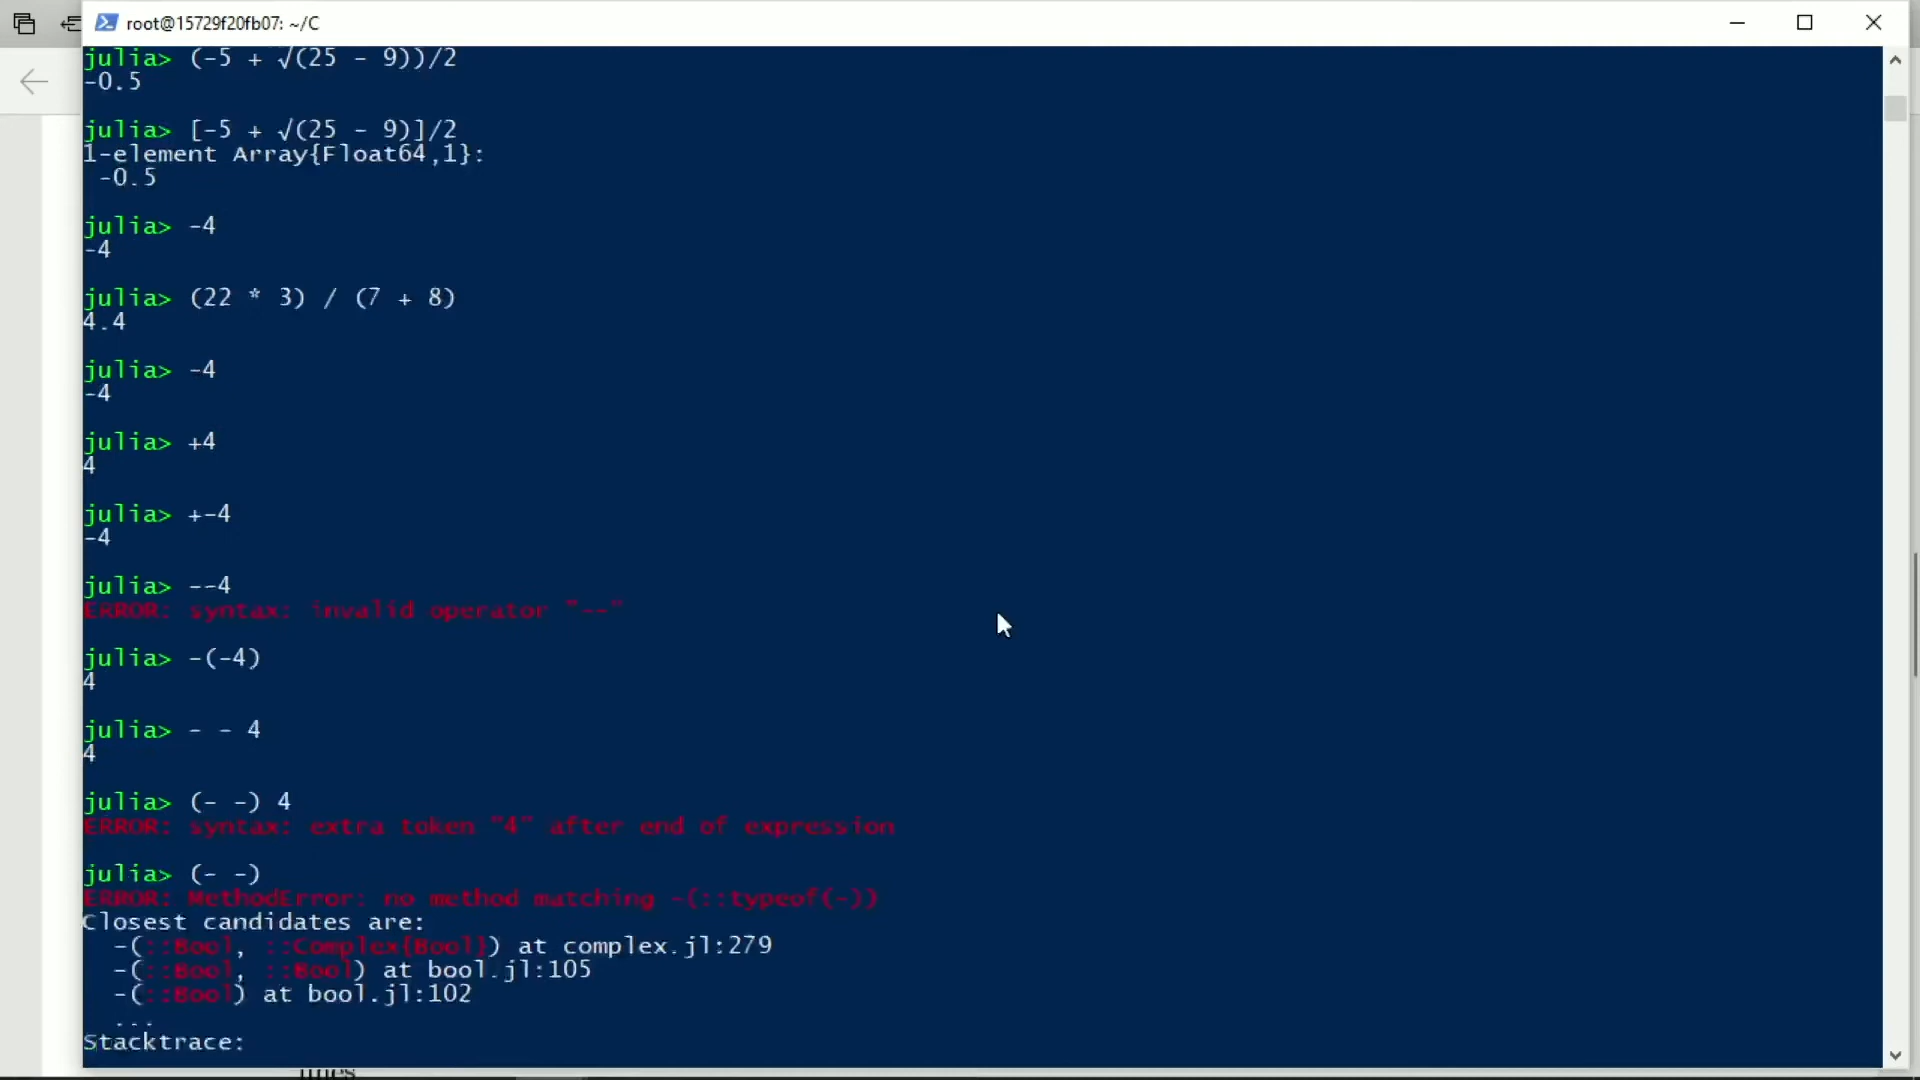 root@15729f20fb07: ~/C
julia> (-5 + √(25 - 9))/2
-0.5
julia> [-5 + √(25 - 9)]/2
1-element Array{Float64,1}:
-0.5
julia> -4
-4
julia> (22 * 3) / (7 + 8)
4.4
julia> -4
-4
julia> +4
4
julia> +-4
-4
julia> --4
ERROR: syntax: invalid operator "--"
julia> -(-4)
4
julia> - - 4
4
julia> (- -) 4
ERROR: syntax: extra token "4" after end of expression
julia> (- -)
ERROR: MethodError: no method matching -(::typeof(-))
Closest candidates are:
-(::Bool, ::Complex{Bool}) at complex.jl:279
-(::Bool, ::Bool) at bool.jl:105
-(::Bool) at bool.jl:102
...
Stacktrace: